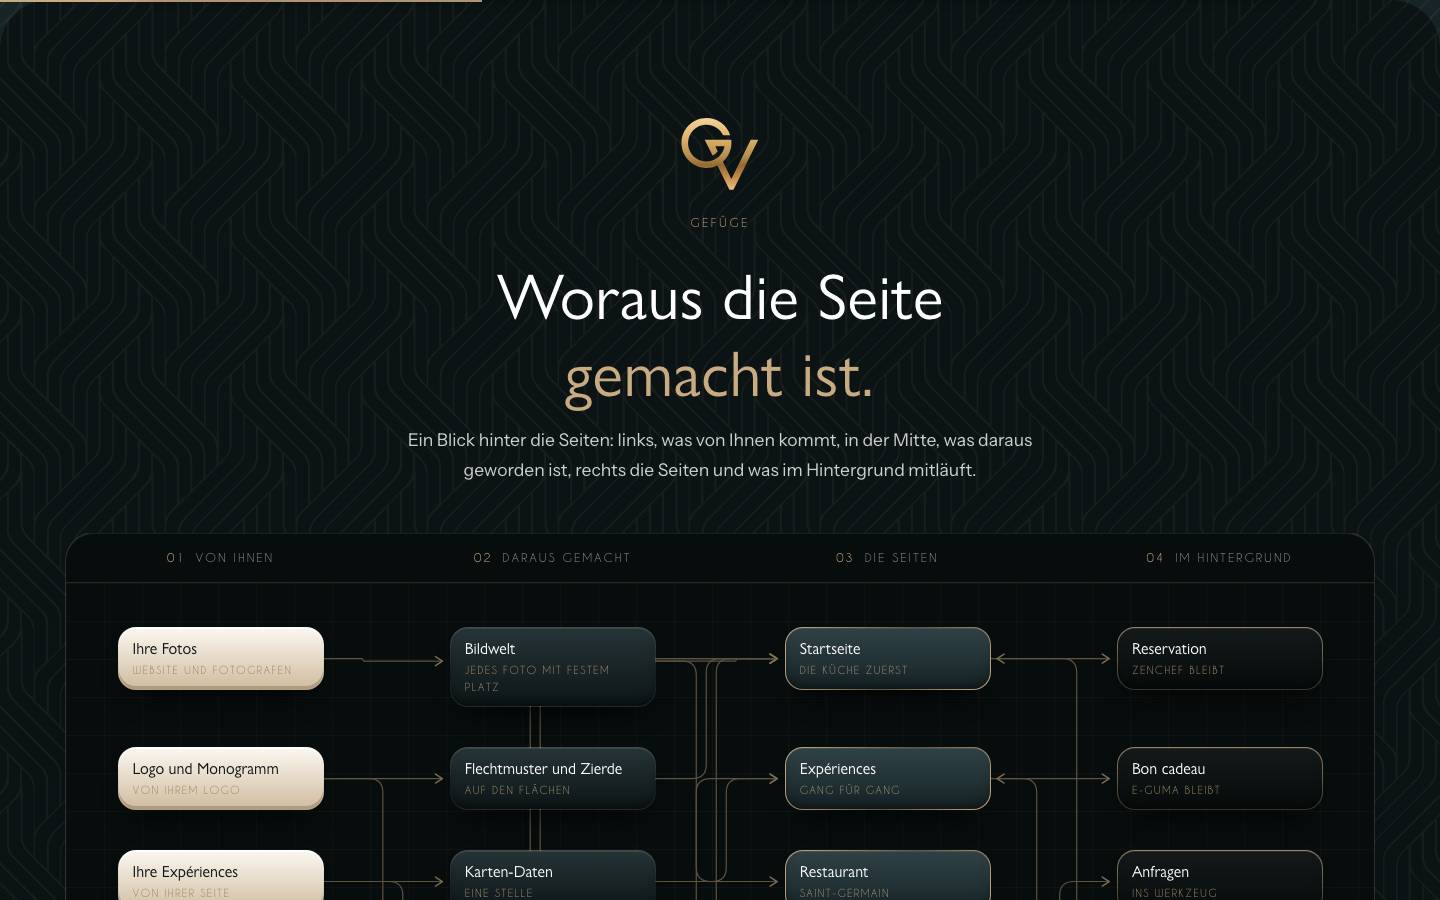 GV
GEFÜGE
Woraus die Seite
gemacht ist.
Ein Blick hinter die Seiten: links, was von Ihnen kommt, in der Mitte, was daraus
geworden ist, rechts die Seiten und was im Hintergrund mitläuft.
01 VON IHNEN
02 DARAUS GEMACHT
03 DIE SEITEN
04 IM HINTERGRUND
Ihre Fotos
WEBSITE UND FOTOGRAFEN
Bildwelt
JEDES FOTO MIT FESTEM
PLATZ
Startseite
DIE KÜCHE ZUERST
Reservation
ZENCHEF BLEIBT
Logo und Monogramm
VON IHREM LOGO
Flechtmuster und Zierde
AUF DEN FLÄCHEN
Expériences
GANG FÜR GANG
Bon cadeau
E-GUMA BLEIBT
Ihre Expériences
VON IHRER SEITE
Karten-Daten
EINE STELLE
Restaurant
SAINT-GERMAIN
Anfragen
INS WERKZEUG